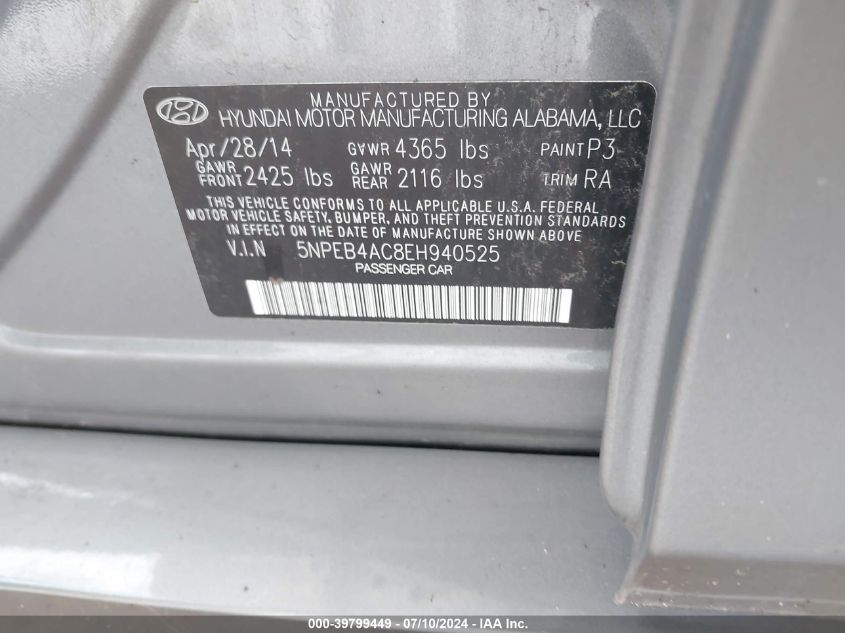 MANUFACTURED BY
HYUNDAI MOTOR MANUFACTURING ALABAMA, LLC
Apr/28/14 GVWR 4365 lbs PAINT P3
GAWR FRONT 2425 lbs GAWR REAR 2116 lbs TRIM RA
THIS VEHICLE CONFORMS TO ALL APPLICABLE U.S.A. FEDERAL
MOTOR VEHICLE SAFETY, BUMPER, AND THEFT PREVENTION STANDARDS
IN EFFECT ON THE DATE OF MANUFACTURE SHOWN ABOVE.
V.I.N 5NPEB4AC8EH940525
PASSENGER CAR
000-39799449 - 07/10/2024 - IAA Inc.